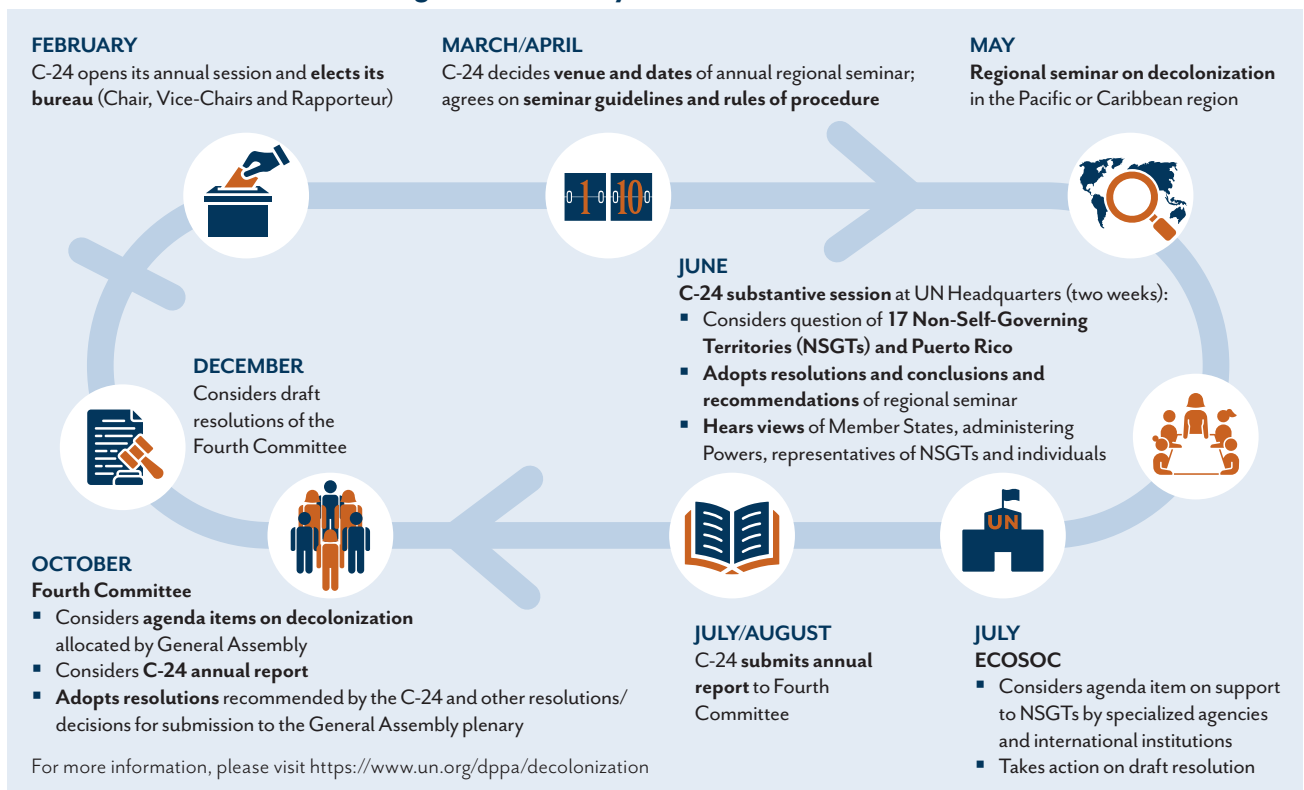 FEBRUARY
C-24 opens its annual session and elects its
bureau (Chair, Vice-Chairs and Rapporteur)
MARCH/APRIL
C-24 decides venue and dates of annual regional seminar;
agrees on seminar guidelines and rules of procedure
MAY
Regional seminar on decolonization
in the Pacific or Caribbean region
1 10
JUNE
C-24 substantive session at UN Headquarters (two weeks):
▪ Considers question of 17 Non-Self-Governing
Territories (NSGTs) and Puerto Rico
▪ Adopts resolutions and conclusions and
recommendations of regional seminar
▪ Hears views of Member States, administering
Powers, representatives of NSGTs and individuals
UN
JULY
ECOSOC
▪ Considers agenda item on support
to NSGTs by specialized agencies
and international institutions
▪ Takes action on draft resolution
JULY/AUGUST
C-24 submits annual
report to Fourth
Committee
OCTOBER
Fourth Committee
▪ Considers agenda items on decolonization
allocated by General Assembly
▪ Considers C-24 annual report
▪ Adopts resolutions recommended by the C-24 and other resolutions/
decisions for submission to the General Assembly plenary
DECEMBER
Considers draft
resolutions of the
Fourth Committee
For more information, please visit https://www.un.org/dppa/decolonization